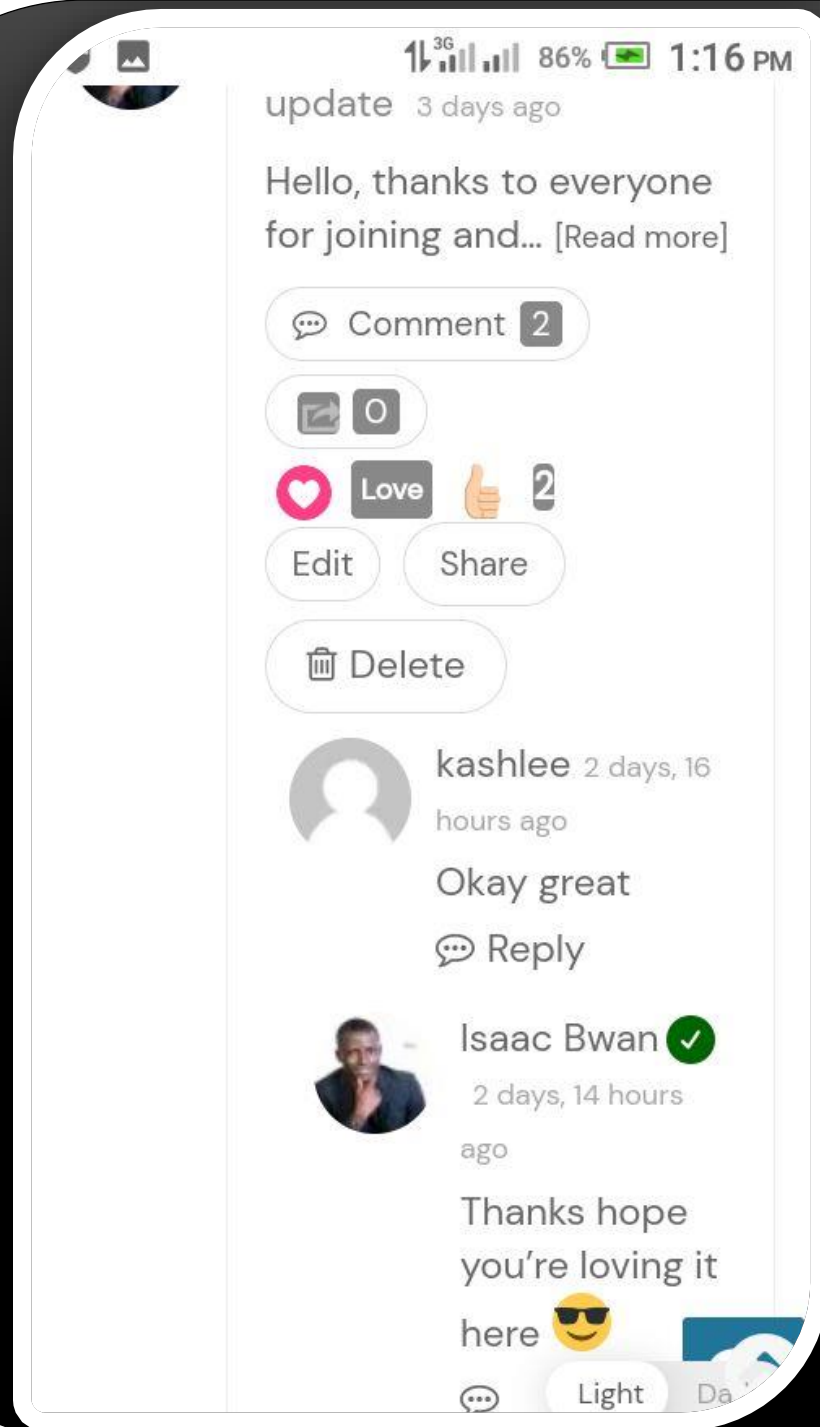 3G 86% 1:16 PM
update 3 days ago
Hello, thanks to everyone
for joining and... [Read more]
Comment 2
0
Love 2
Edit Share
Delete
kashlee 2 days, 16
hours ago
Okay great
Reply
Isaac Bwan
2 days, 14 hours
ago
Thanks hope
you’re loving it
here
Light